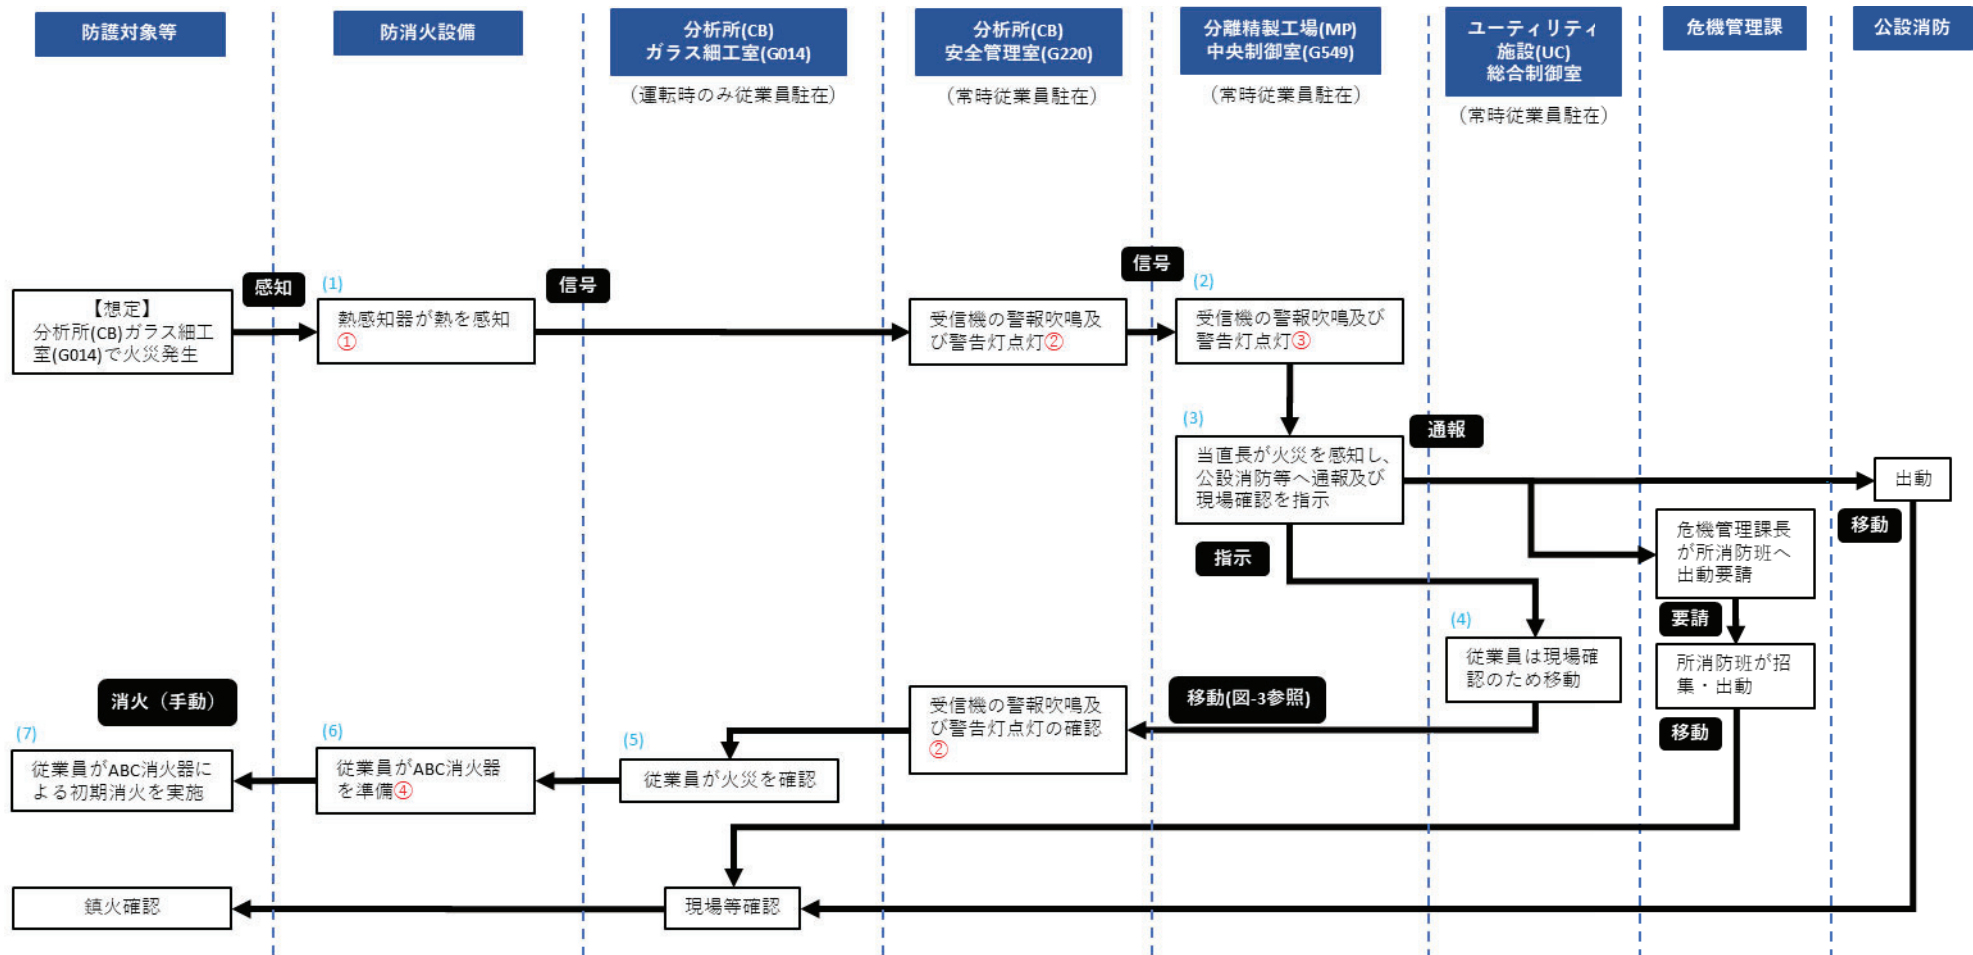 防護対象等
防消火設備
分析所(CB)
ガラス細工室(G014)
(運転時のみ従業員駐在)
分析所(CB)
安全管理室(G220)
(常時従業員駐在)
分離精製工場(MP)
中央制御室(G549)
(常時従業員駐在)
ユーティリティ
施設(UC)
総合制御室
(常時従業員駐在)
危機管理課
公設消防
【想定】
分析所(CB)ガラス細工
室(G014)で火災発生
感知
(1)
熱感知器が熱を感知
①
信号
受信機の警報吹鳴及
び警告灯点灯②
信号
(2)
受信機の警報吹鳴及び
警告灯点灯③
(3)
当直長が火災を感知し、
公設消防等へ通報及び
現場確認を指示
通報
出動
移動
危機管理課長
が所消防班へ
出動要請
指示
要請
(4)
従業員は現場確
認のため移動
所消防班が招
集・出動
移動
移動(図-3参照)
受信機の警報吹鳴及
び警告灯点灯の確認
②
(5)
従業員が火災を確認
(6)
従業員がABC消火器
を準備④
消火（手動）
(7)
従業員がABC消火器に
よる初期消火を実施
現場等確認
鎮火確認